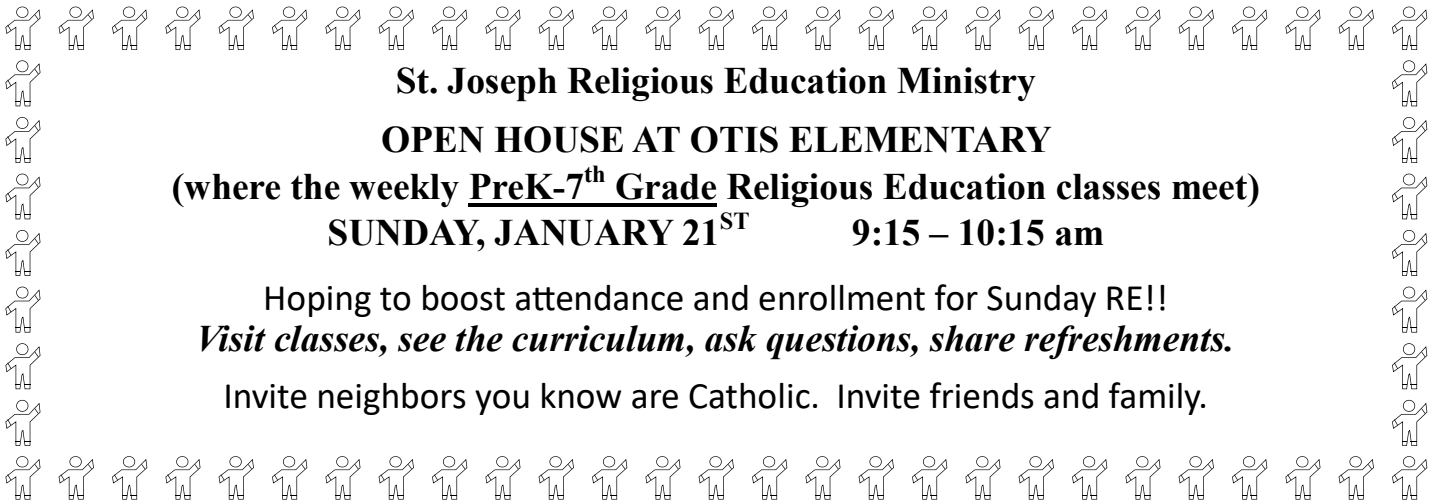 St. Joseph Religious Education Ministry
OPEN HOUSE AT OTIS ELEMENTARY
(where the weekly PreK-7th Grade Religious Education classes meet)
SUNDAY, JANUARY 21ST 9:15 – 10:15 am
Hoping to boost attendance and enrollment for Sunday RE!!
Visit classes, see the curriculum, ask questions, share refreshments.
Invite neighbors you know are Catholic. Invite friends and family.